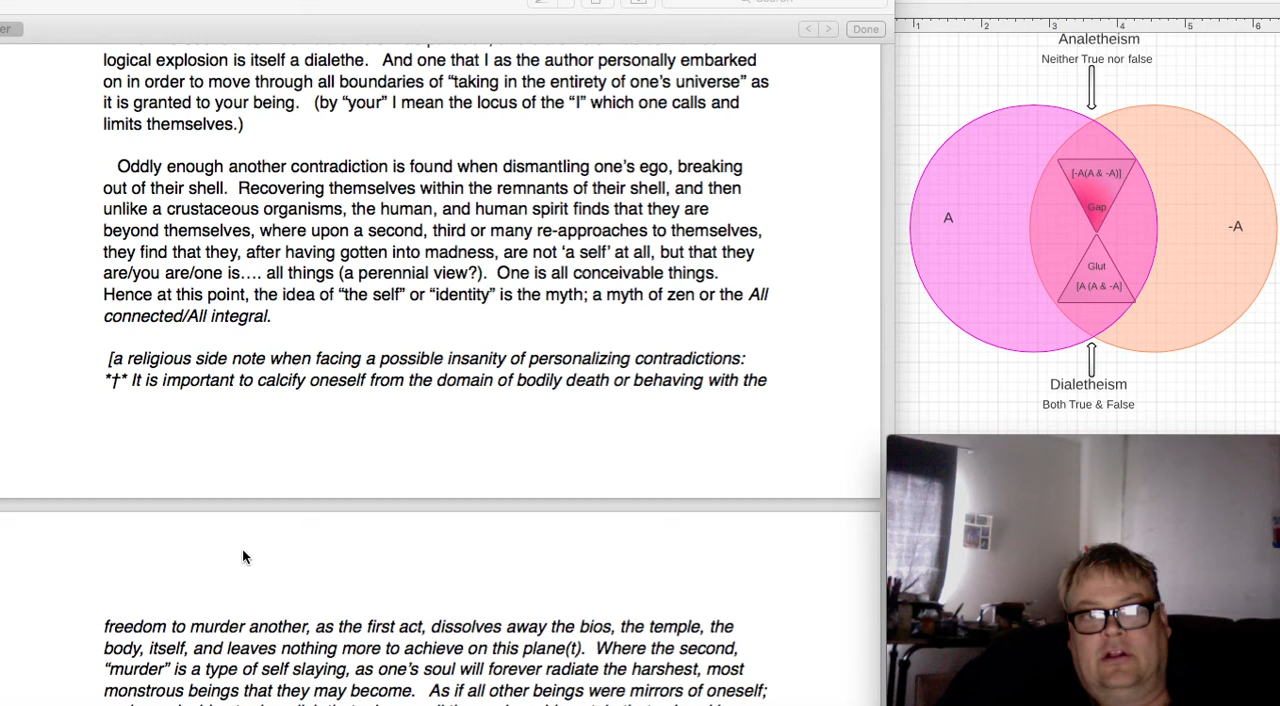 er
Search
Done
logical explosion is itself a dialethe. And one that I as the author personally embarked
on in order to move through all boundaries of “taking in the entirety of one’s universe” as
it is granted to your being. (by “your” I mean the locus of the “I” which one calls and
limits themselves.)
Oddly enough another contradiction is found when dismantling one’s ego, breaking
out of their shell. Recovering themselves within the remnants of their shell, and then
unlike a crustaceous organisms, the human, and human spirit finds that they are
beyond themselves, where upon a second, third or many re-approaches to themselves,
they find that they, after having gotten into madness, are not ‘a self’ at all, but that they
are/you are/one is…. all things (a perennial view?). One is all conceivable things.
Hence at this point, the idea of “the self” or “identity” is the myth; a myth of zen or the All
connected/All integral.
[a religious side note when facing a possible insanity of personalizing contradictions:
*†* It is important to calcify oneself from the domain of bodily death or behaving with the
freedom to murder another, as the first act, dissolves away the bios, the temple, the
body, itself, and leaves nothing more to achieve on this plane(t). Where the second,
“murder” is a type of self slaying, as one’s soul will forever radiate the harshest, most
monstrous beings that they may become. As if all other beings were mirrors of oneself;
1 2 3 4 5 6
Analetheism
Neither True nor false
[-A(A & -A)]
Gap
A
-A
Glut
[A (A & -A]
Dialetheism
Both True & False